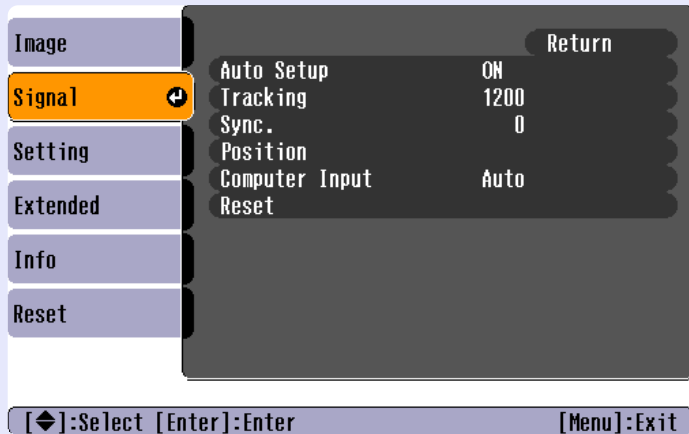 Image
Signal
Setting
Extended
Info
Reset
Return
Auto Setup ON
Tracking 1200
Sync. 0
Position
Computer Input Auto
Reset
[◆]:Select [Enter]:Enter [Menu]:Exit